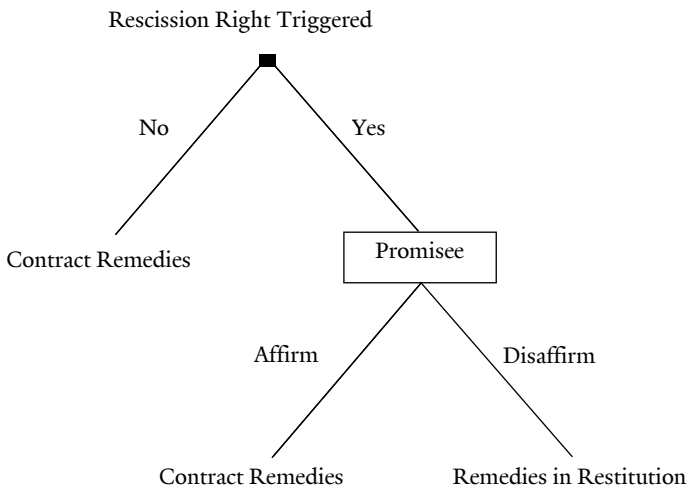 Rescission Right Triggered
No
Yes
Contract Remedies
Promisee
Affirm
Disaffirm
Contract Remedies
Remedies in Restitution